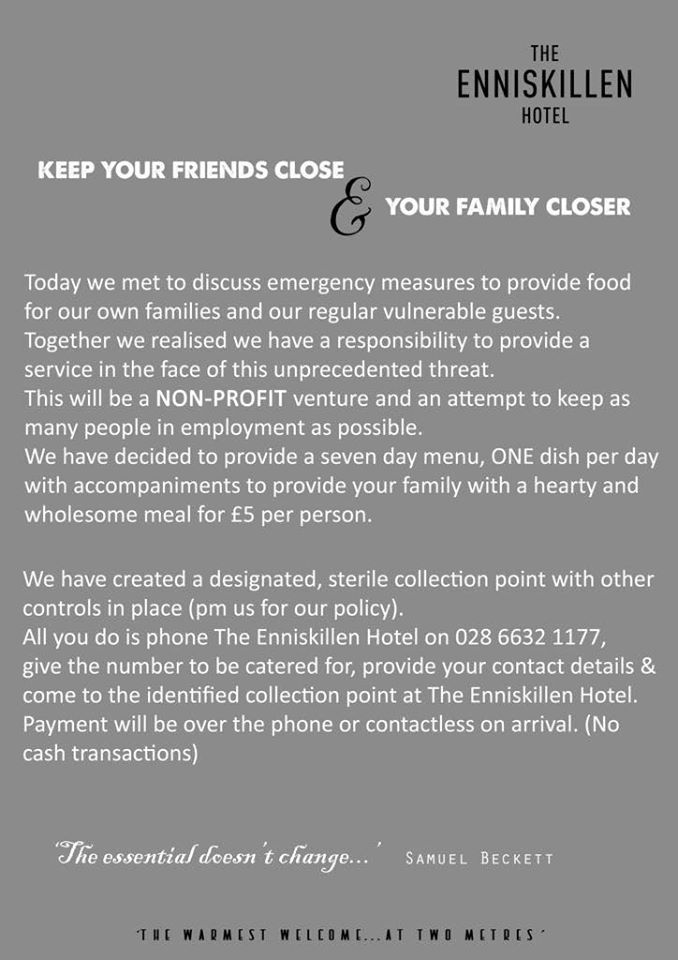 THE
ENNISKILLEN
HOTEL
KEEP YOUR FRIENDS CLOSE
& YOUR FAMILY CLOSER
Today we met to discuss emergency measures to provide food
for our own families and our regular vulnerable guests.
Together we realised we have a responsibility to provide a
service in the face of this unprecedented threat.
This will be a NON-PROFIT venture and an attempt to keep as
many people in employment as possible.
We have decided to provide a seven day menu, ONE dish per day
with accompaniments to provide your family with a hearty and
wholesome meal for £5 per person.
We have created a designated, sterile collection point with other
controls in place (pm us for our policy).
All you do is phone The Enniskillen Hotel on 028 6632 1177,
give the number to be catered for, provide your contact details &
come to the identified collection point at The Enniskillen Hotel.
Payment will be over the phone or contactless on arrival. (No
cash transactions)
'The essential doesn't change...' SAMUEL BECKETT
'THE WARMEST WELCOME...AT TWO METRES'